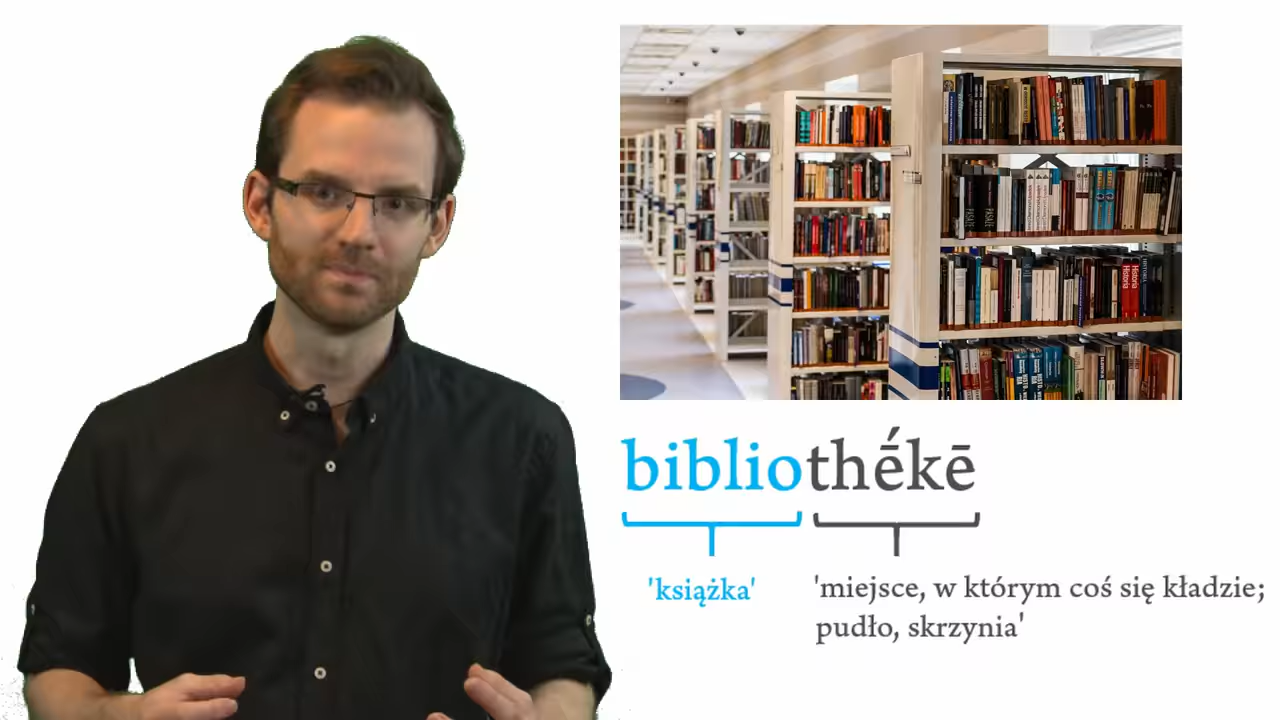 bibliothḗkē
'książka'
'miejsce, w którym coś się kładzie;
pudło, skrzynia'